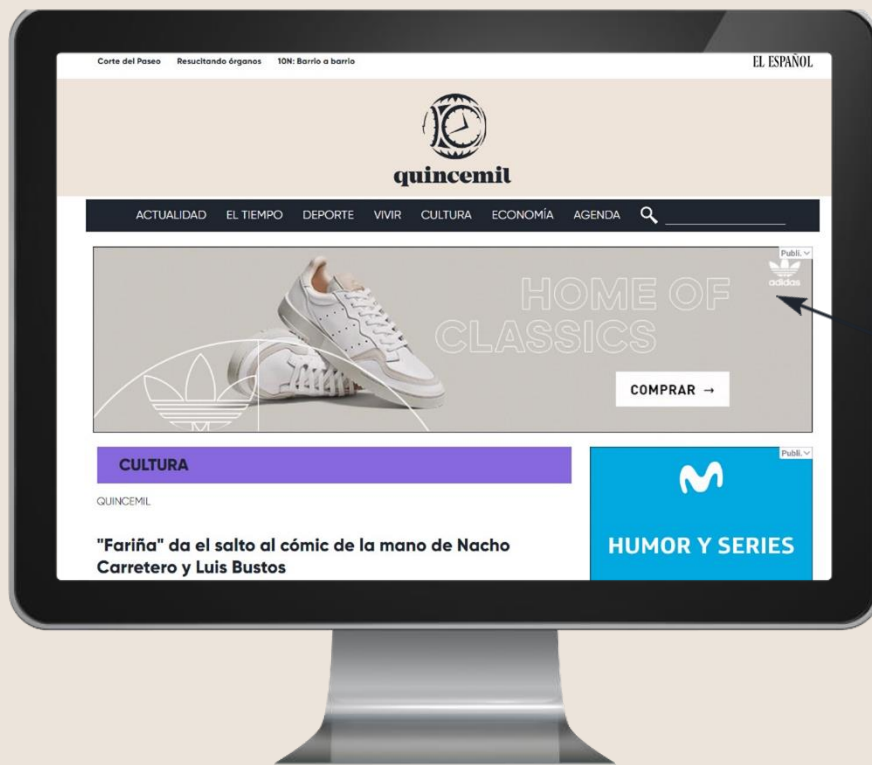 Corte del Paseo Resucitando órganos 10N: Barrio a barrio EL ESPAÑOL
quincemil
ACTUALIDAD EL TIEMPO DEPORTE VIVIR CULTURA ECONOMÍA AGENDA
Publi.
adidas
HOME OF
CLASSICS
COMPRAR →
CULTURA
Publi.
QUINCEMIL
HUMOR Y SERIES
"Fariña" da el salto al cómic de la mano de Nacho
Carretero y Luis Bustos